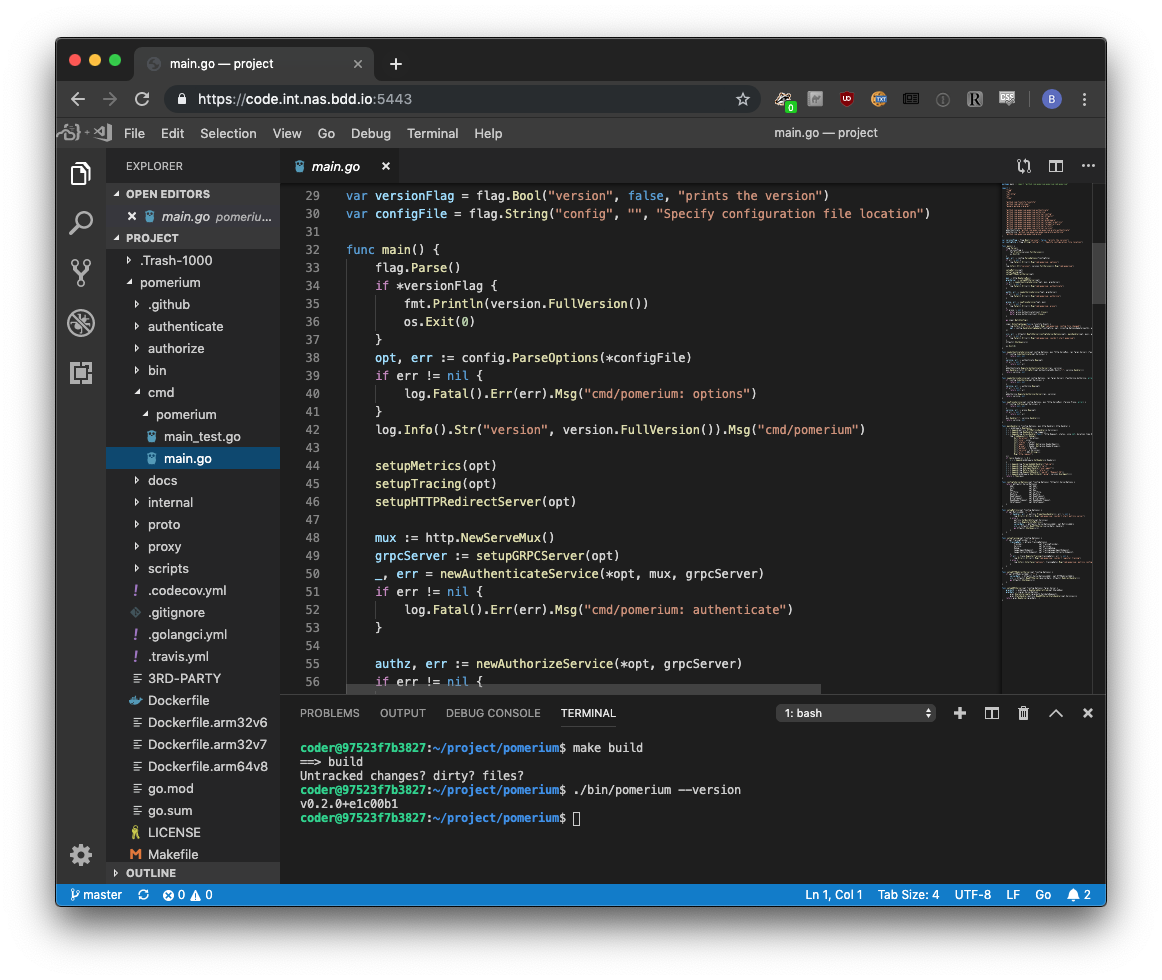 main.go — project
https://code.int.nas.bdd.io:5443
0
UD
TXT
R
CSP
B
File Edit Selection View Go Debug Terminal Help
main.go — project
EXPLORER
OPEN EDITORS
main.go pomeriu...
PROJECT
.Trash-1000
pomerium
.github
authenticate
authorize
bin
cmd
pomerium
main_test.go
main.go
docs
internal
proto
proxy
scripts
! .codecov.yml
.gitignore
! .golangci.yml
! .travis.yml
3RD-PARTY
Dockerfile
Dockerfile.arm32v6
Dockerfile.arm32v7
Dockerfile.arm64v8
go.mod
go.sum
LICENSE
M Makefile
OUTLINE
main.go
29 var versionFlag = flag.Bool("version", false, "prints the version")
30 var configFile = flag.String("config", "", "Specify configuration file location")
31
32 func main() {
33 flag.Parse()
34 if *versionFlag {
35 fmt.Println(version.FullVersion())
36 os.Exit(0)
37 }
38 opt, err := config.ParseOptions(*configFile)
39 if err != nil {
40 log.Fatal().Err(err).Msg("cmd/pomerium: options")
41 }
42 log.Info().Str("version", version.FullVersion()).Msg("cmd/pomerium")
43
44 setupMetrics(opt)
45 setupTracing(opt)
46 setupHTTPRedirectServer(opt)
47
48 mux := http.NewServeMux()
49 grpcServer := setupGRPCServer(opt)
50 _, err = newAuthenticateService(*opt, mux, grpcServer)
51 if err != nil {
52 log.Fatal().Err(err).Msg("cmd/pomerium: authenticate")
53 }
54
55 authz, err := newAuthorizeService(*opt, grpcServer)
56 if err != nil {
PROBLEMS OUTPUT DEBUG CONSOLE TERMINAL
1: bash
coder@97523f7b3827:~/project/pomerium$ make build
==> build
Untracked changes? dirty? files?
coder@97523f7b3827:~/project/pomerium$ ./bin/pomerium --version
v0.2.0+e1c00b1
coder@97523f7b3827:~/project/pomerium$
master 0 0
Ln 1, Col 1 Tab Size: 4 UTF-8 LF Go 2